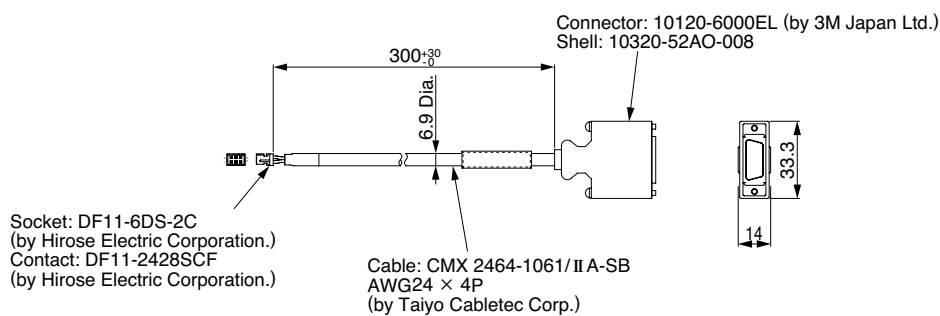 Connector: 10120-6000EL (by 3M Japan Ltd.)
Shell: 10320-52AO-008
300+30
-0
6.9 Dia.
33.3
14
Socket: DF11-6DS-2C
(by Hirose Electric Corporation.)
Contact: DF11-2428SCF
(by Hirose Electric Corporation.)
Cable: CMX 2464-1061/ⅡA-SB
AWG24 × 4P
(by Taiyo Cabletec Corp.)